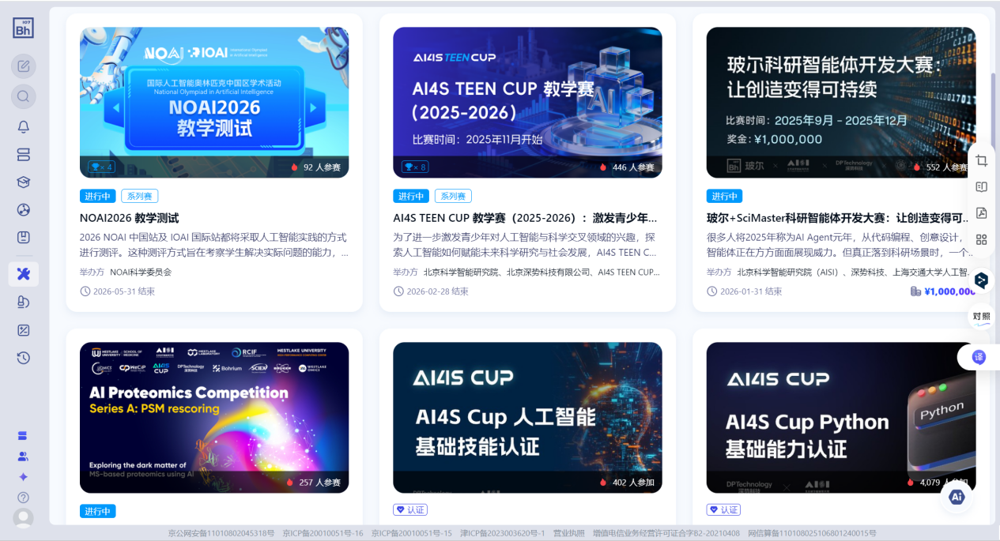 107
Bh
NOAI IOAI
国际人工智能奥林匹克中国区学术活动
National Olympiad in Artificial Intelligence
NOAI2026
教学测试
× 4
92 人参赛
进行中
系列赛
NOAI2026 教学测试
2026 NOAI 中国站及 IOAI 国际站都将采取人工智能实践的方式
进行测评。这种测评方式旨在考察学生解决实际问题的能力，...
举办方 NOAI科学委员会
2026-05-31 结束
AI4S TEEN CUP
AI4S TEEN CUP 教学赛
（2025-2026）
比赛时间：2025年11月开始
× 8
446 人参赛
进行中
系列赛
AI4S TEEN CUP 教学赛（2025-2026）：激发青少年...
为了进一步激发青少年对人工智能与科学交叉领域的兴趣，探
索人工智能如何赋能未来科学研究与社会发展，AI4S TEEN C...
举办方 北京科学智能研究院、北京深势科技有限公司、AI4S TEEN CUP...
2026-02-28 结束
玻尔科研智能体开发大赛：
让创造变得可持续
比赛时间：2025年9月 – 2025年12月
奖金：¥1,000,000
Bh 玻尔 × AISI × DPTechnology 深势科技
552 人参赛
进行中
玻尔+SciMaster科研智能体开发大赛：让创造变得可...
很多人将2025年称为AI Agent元年，从代码编程、创意设计，
智能体正在方方面面展现威力。但真正落到科研场景时，一个...
举办方 北京科学智能研究院（AISI）、深势科技、上海交通大学人工智...
2026-01-31 结束
¥1,000,000
对照
译
WESTLAKE UNIVERSITY SCHOOL OF MEDICINE AISI WESTLAKE LABORATORY RCIF WESTLAKE UNIVERSITY
OMICS WeCiP AI4S CUP DPTechnology 深势科技 Bohrium SCIEX BRUKER WESTLAKE OMICS
AI Proteomics Competition
Series A: PSM rescoring
Exploring the dark matter of
MS-based proteomics using AI
257 人参赛
进行中
AI4S CUP
AI4S Cup 人工智能
基础技能认证
402 人参加
认证
AI4S CUP
AI4S Cup Python
基础能力认证
Python
DPTechnology 深势科技 × AISI
4,079 人参加
认证
Ai
京公网安备11010802045318号 京ICP备20010051号-16 京ICP备20010051号-15 津ICP备2023003620号-1 营业执照 增值电信业务经营许可证合字B2-20210408 网信算备110108025106801240015号